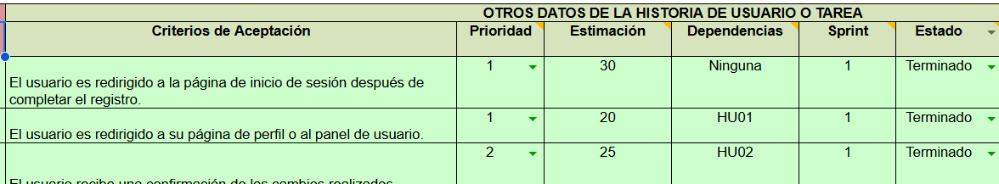 OTROS DATOS DE LA HISTORIA DE USUARIO O TAREA
Criterios de Aceptación Prioridad Estimación Dependencias Sprint Estado
1 30 Ninguna 1 Terminado
El usuario es redirigido a la página de inicio de sesión después de
completar el registro.
1 20 HU01 1 Terminado
El usuario es redirigido a su página de perfil o al panel de usuario.
2 25 HU02 1 Terminado
El usuario recibe una confirmación de los cambios realizados